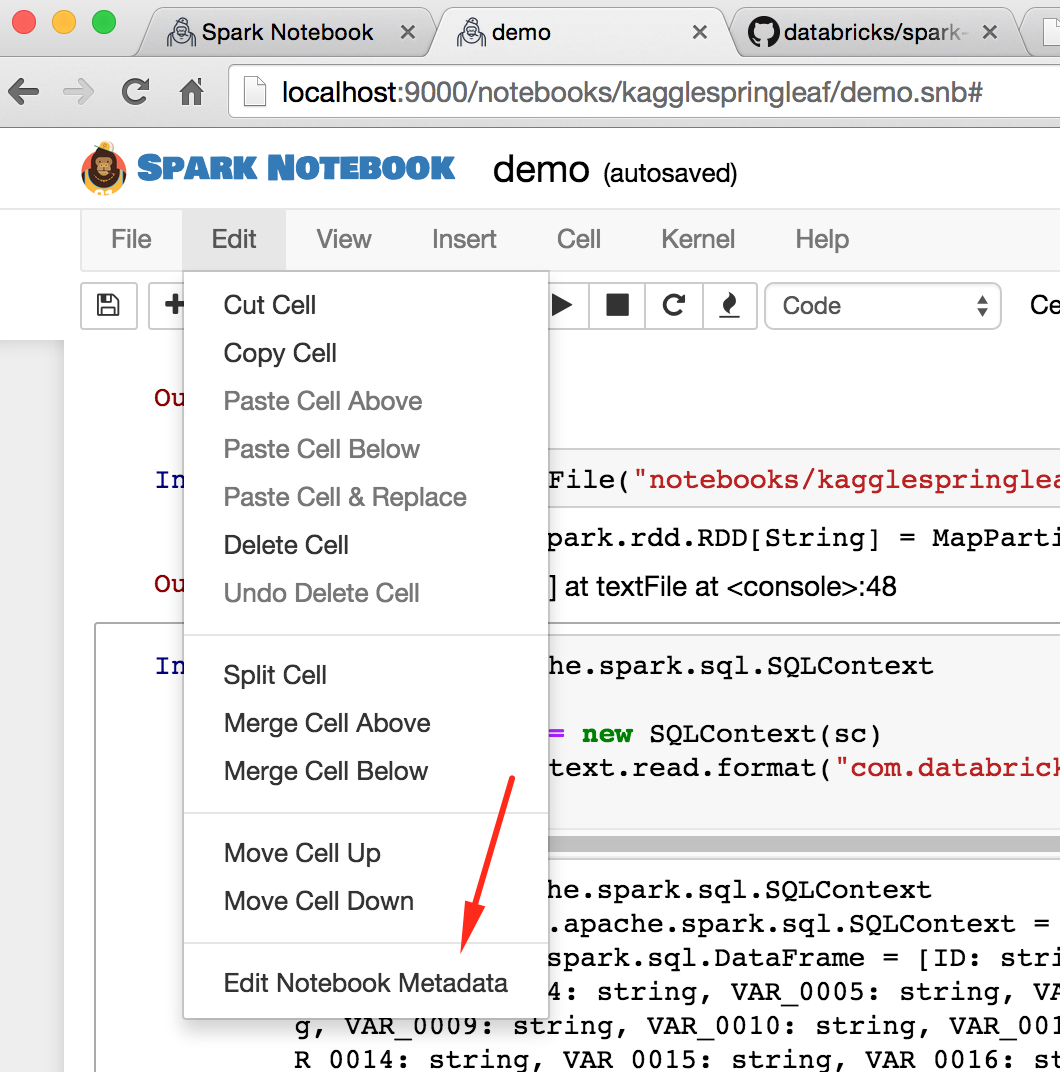 Spark Notebook
demo
databricks/spark-
localhost:9000/notebooks/kagglespringleaf/demo.snb#
SPARK NOTEBOOK demo (autosaved)
File Edit View Insert Cell Kernel Help
Code
Ce
Cut Cell
Copy Cell
Paste Cell Above
Paste Cell Below
Paste Cell & Replace
Delete Cell
Undo Delete Cell
Split Cell
Merge Cell Above
Merge Cell Below
Move Cell Up
Move Cell Down
Edit Notebook Metadata
Ou
In File("notebooks/kagglespringlea
park.rdd.RDD[String] = MapParti
Ou ] at textFile at <console>:48
In he.spark.sql.SQLContext
= new SQLContext(sc)
text.read.format("com.databrick
he.spark.sql.SQLContext
.apache.spark.sql.SQLContext =
spark.sql.DataFrame = [ID: stri
4: string, VAR_0005: string, VA
g, VAR_0009: string, VAR_0010: string, VAR_001
R_0014: string, VAR_0015: string, VAR_0016: st